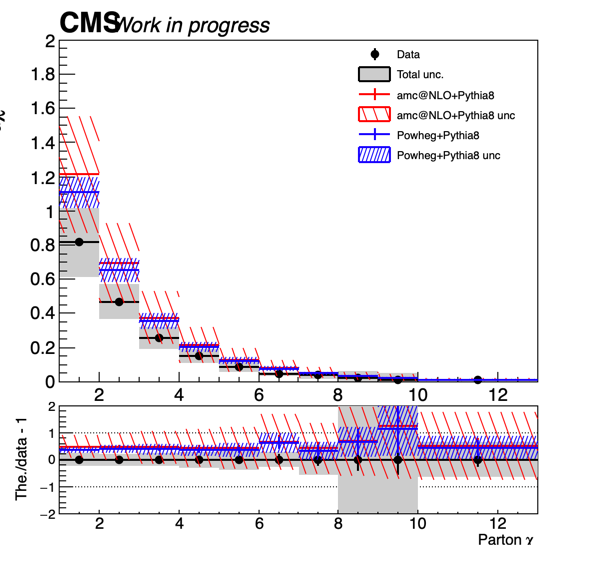 CMS Work in progress
2
1.8
1.6
1.4
1.2
1
0.8
0.6
0.4
0.2
0
Data
Total unc.
amc@NLO+Pythia8
amc@NLO+Pythia8 unc
Powheg+Pythia8
Powheg+Pythia8 unc
2 4 6 8 10 12
The./data - 1
2
1
0
−1
−2
2 4 6 8 10 12
Parton γ